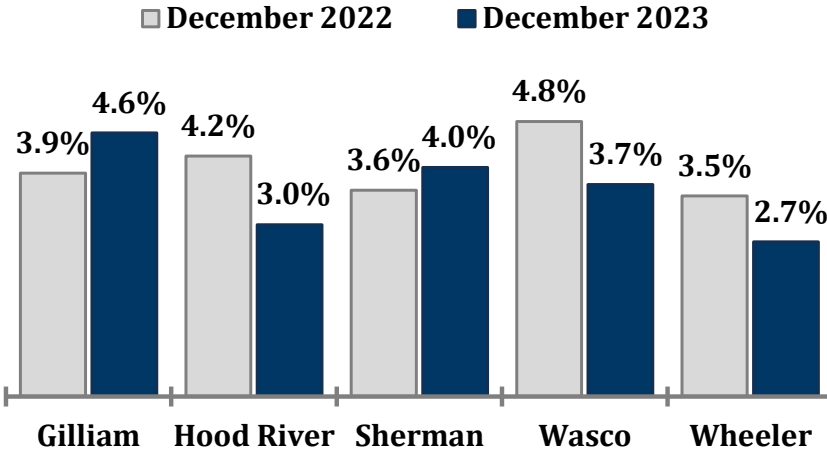 December 2022 December 2023
3.9% 4.6% 4.2% 3.0% 3.6% 4.0% 4.8% 3.7% 3.5% 2.7%
Gilliam Hood River Sherman Wasco Wheeler